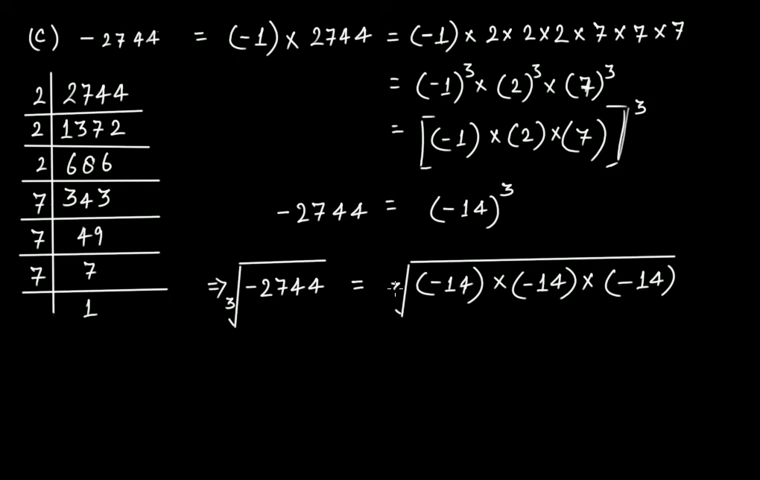 (c) -2744 = (-1) × 2744 = (-1) × 2 × 2 × 2 × 7 × 7 × 7
= (-1)³ × (2)³ × (7)³
= [(-1) × (2) × (7)]³
2 | 2744
2 | 1372
2 | 686
7 | 343
7 | 49
7 | 7
1
-2744 = (-14)³
⇒ ³√-2744 = √(-14) × (-14) × (-14)